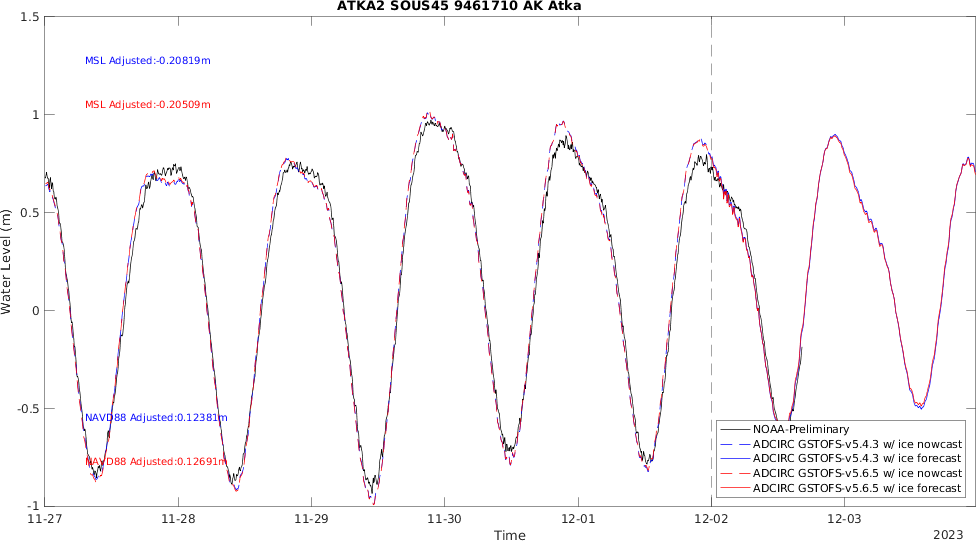 ATKA2 SOUS45 9461710 AK Atka
1.5
MSL Adjusted:-0.20819m
MSL Adjusted:-0.20509m
1
0.5
Water Level (m)
0
-0.5
NAVD88 Adjusted:0.12381m
NAVD88 Adjusted:0.12691m
-1
NOAA-Preliminary
ADCIRC GSTOFS-v5.4.3 w/ ice nowcast
ADCIRC GSTOFS-v5.4.3 w/ ice forecast
ADCIRC GSTOFS-v5.6.5 w/ ice nowcast
ADCIRC GSTOFS-v5.6.5 w/ ice forecast
11-27 11-28 11-29 11-30 12-01 12-02 12-03
Time
2023